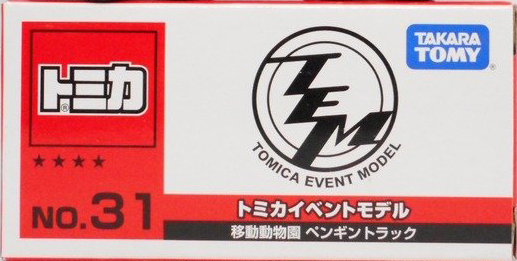 トミカ®
TEM
TOMICA EVENT MODEL
TAKARA
TOMY®
★★★★
NO.31
トミカイベントモデル
移動動物園 ペンギントラック